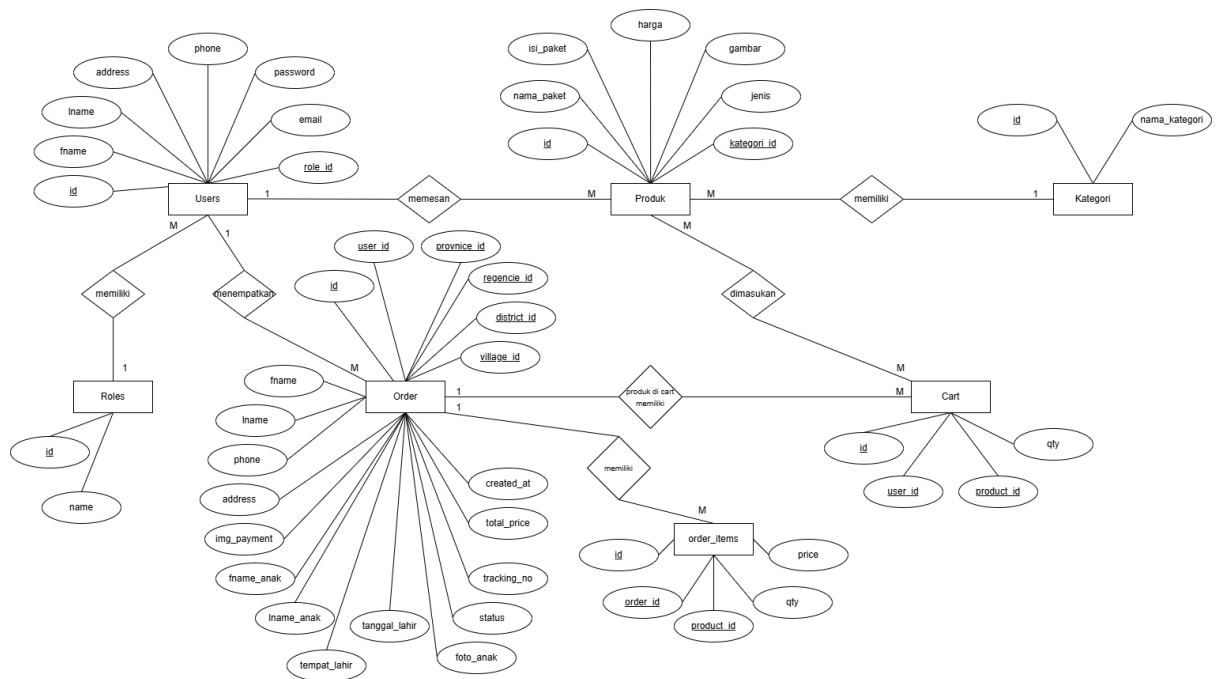 harga
phone
isi_paket
gambar
address
password
nama_paket
jenis
lname
email
id
nama_kategori
fname
role_id
id
kategori_id
id
Users
1
memesan
M
Produk
M
memiliki
1
Kategori
M
1
M
user_id
provnice_id
id
regencie_id
memiliki
menempatkan
dimasukan
district_id
village_id
1
M
M
fname
Roles
Order
1
1
produk di cart
memiliki
M
Cart
lname
id
phone
memiliki
id
qty
created_at
user_id
product_id
address
name
total_price
M
img_payment
order_items
id
price
fname_anak
tracking_no
order_id
qty
lname_anak
tanggal_lahir
status
product_id
tempat_lahir
foto_anak